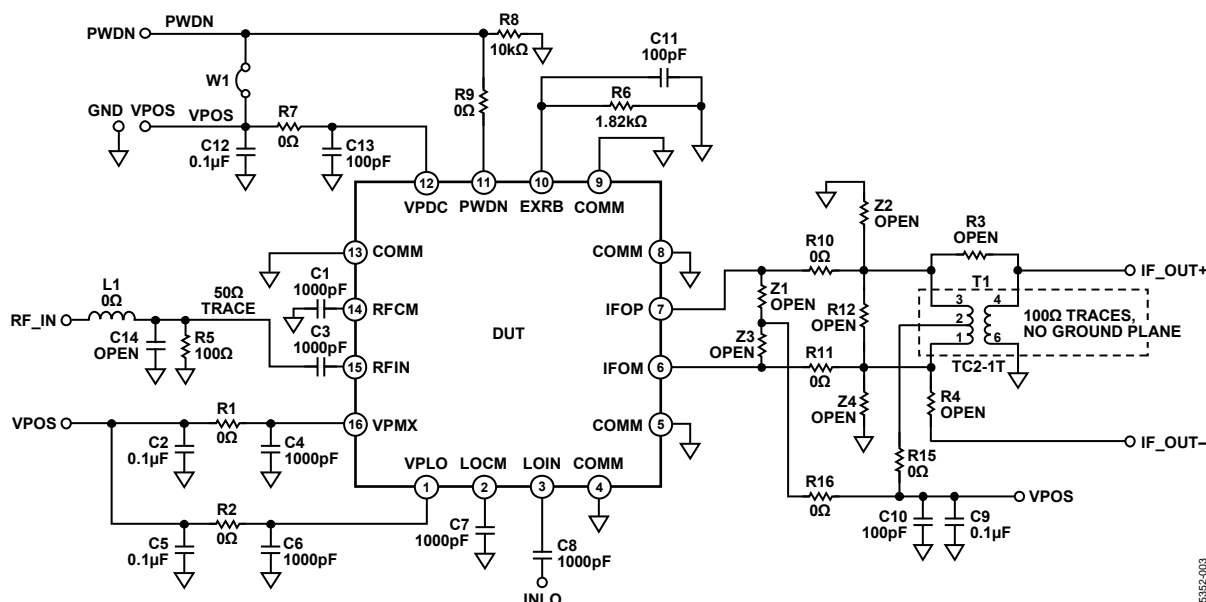 PWDN
PWDN
R8
10kΩ
C11
100pF
W1
R9
0Ω
R6
1.82kΩ
GND
VPOS
VPOS
R7
0Ω
C12
0.1µF
C13
100pF
12
11
10
9
VPDC
PWDN
EXRB
COMM
Z2
OPEN
R3
OPEN
13
COMM
COMM
8
R10
0Ω
IF_OUT+
C1
1000pF
T1
L1
0Ω
50Ω
TRACE
RF_IN
14
RFCM
IFOP
7
Z1
OPEN
R12
OPEN
3
2
1
4
6
100Ω TRACES,
NO GROUND PLANE
C14
OPEN
R5
100Ω
C3
1000pF
DUT
Z3
OPEN
15
RFIN
IFOM
6
R11
0Ω
TC2-1T
Z4
OPEN
R4
OPEN
VPOS
R1
0Ω
16
VPMX
COMM
5
IF_OUT–
C2
0.1µF
C4
1000pF
VPLO
LOCM
LOIN
COMM
1
2
3
4
R15
0Ω
R16
0Ω
VPOS
R2
0Ω
C5
0.1µF
C6
1000pF
C7
1000pF
C8
1000pF
C10
100pF
C9
0.1µF
INLO
5352-003